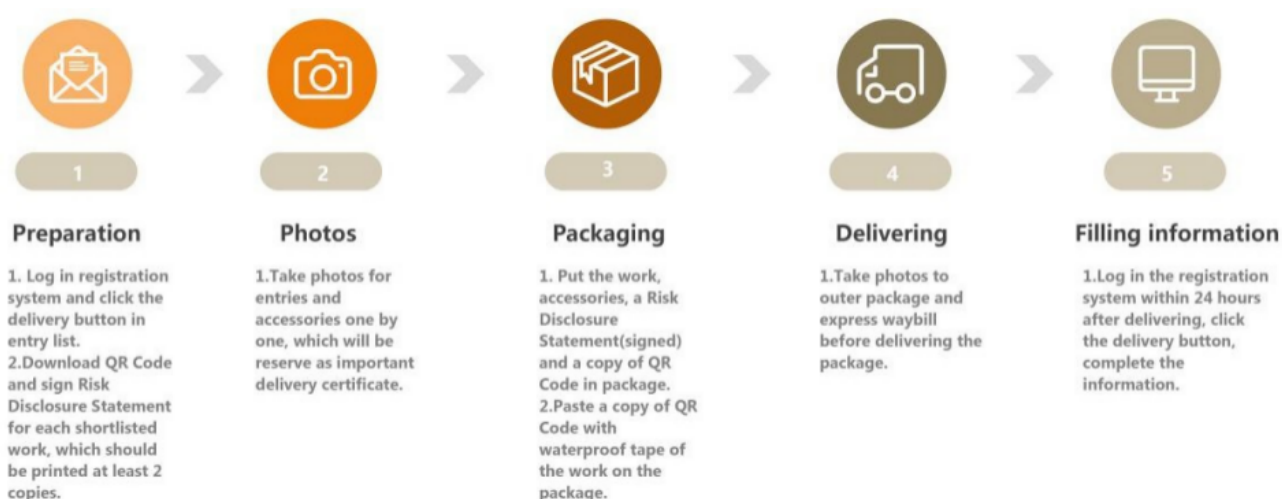 1
2
3
4
5
Preparation
1. Log in registration
system and click the
delivery button in
entry list.
2.Download QR Code
and sign Risk
Disclosure Statement
for each shortlisted
work, which should
be printed at least 2
copies.
Photos
1.Take photos for
entries and
accessories one by
one, which will be
reserve as important
delivery certificate.
Packaging
1. Put the work,
accessories, a Risk
Disclosure
Statement(signed)
and a copy of QR
Code in package.
2.Paste a copy of QR
Code with
waterproof tape of
the work on the
package.
Delivering
1.Take photos to
outer package and
express waybill
before delivering the
package.
Filling information
1.Log in the registration
system within 24 hours
after delivering, click
the delivery button,
complete the
information.